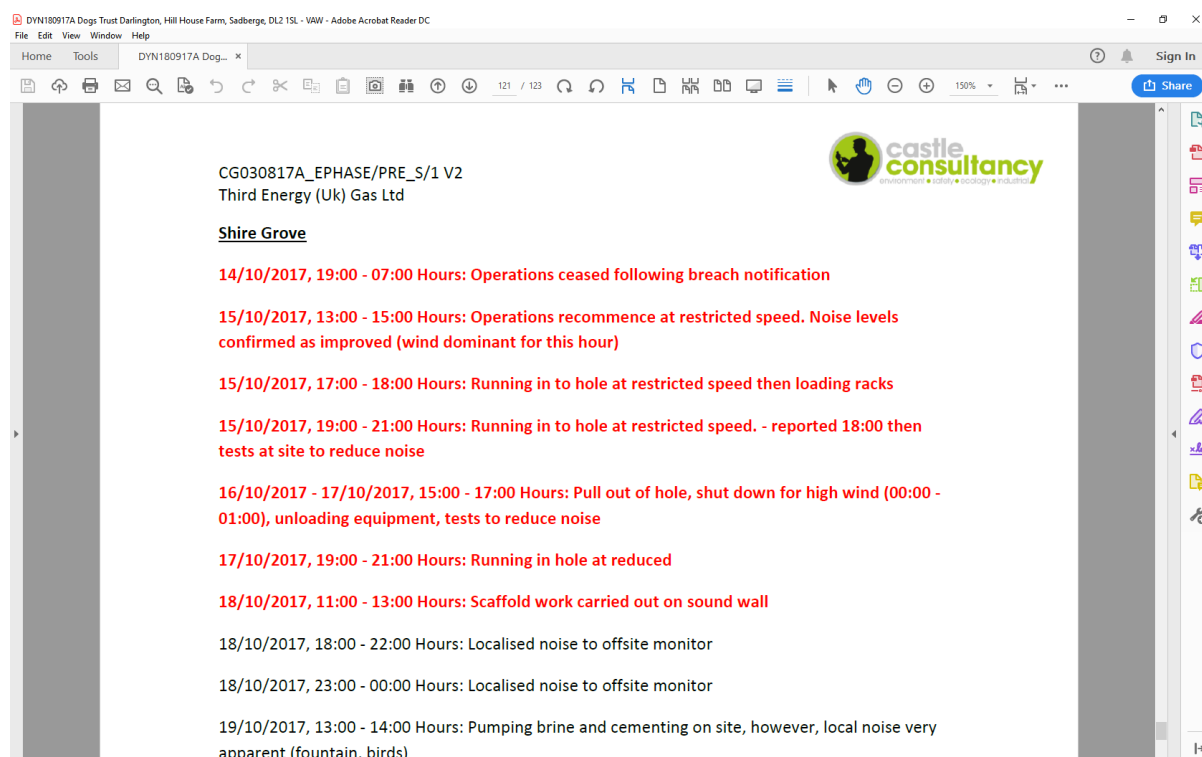 DYN180917A Dogs Trust Darlington, Hill House Farm, Sadberge, DL2 1SL - VAW - Adobe Acrobat Reader DC
File Edit View Window Help
Home Tools DYN180917A Dog... × Sign In
121 / 123 150% Share
castle
consultancy
environment • safety • ecology • industrial
CG030817A_EPHASE/PRE_S/1 V2
Third Energy (Uk) Gas Ltd
Shire Grove
14/10/2017, 19:00 - 07:00 Hours: Operations ceased following breach notification
15/10/2017, 13:00 - 15:00 Hours: Operations recommence at restricted speed. Noise levels
confirmed as improved (wind dominant for this hour)
15/10/2017, 17:00 - 18:00 Hours: Running in to hole at restricted speed then loading racks
15/10/2017, 19:00 - 21:00 Hours: Running in to hole at restricted speed. - reported 18:00 then
tests at site to reduce noise
16/10/2017 - 17/10/2017, 15:00 - 17:00 Hours: Pull out of hole, shut down for high wind (00:00 -
01:00), unloading equipment, tests to reduce noise
17/10/2017, 19:00 - 21:00 Hours: Running in hole at reduced
18/10/2017, 11:00 - 13:00 Hours: Scaffold work carried out on sound wall
18/10/2017, 18:00 - 22:00 Hours: Localised noise to offsite monitor
18/10/2017, 23:00 - 00:00 Hours: Localised noise to offsite monitor
19/10/2017, 13:00 - 14:00 Hours: Pumping brine and cementing on site, however, local noise very
apparent (fountain, birds)